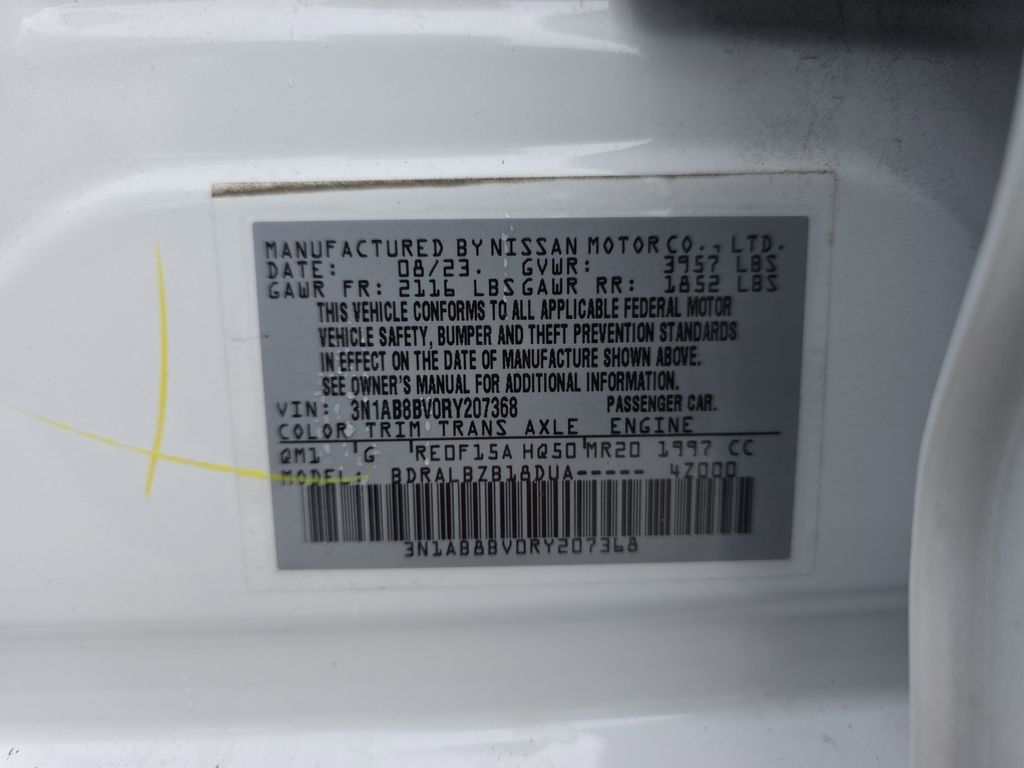 MANUFACTURED BY NISSAN MOTOR CO., LTD.
DATE: 08/23. GVWR: 3957 LBS
GAWR FR: 2116 LBS GAWR RR: 1852 LBS
THIS VEHICLE CONFORMS TO ALL APPLICABLE FEDERAL MOTOR
VEHICLE SAFETY, BUMPER AND THEFT PREVENTION STANDARDS
IN EFFECT ON THE DATE OF MANUFACTURE SHOWN ABOVE.
SEE OWNER'S MANUAL FOR ADDITIONAL INFORMATION.
VIN: 3N1AB8BV0RY207368 PASSENGER CAR.
COLOR TRIM TRANS AXLE ENGINE
QM1 G RE0F15A HQ50 MR20 1997 CC
MODEL: BDRALBZB18DUA----- 4Z000
3N1AB8BV0RY207368